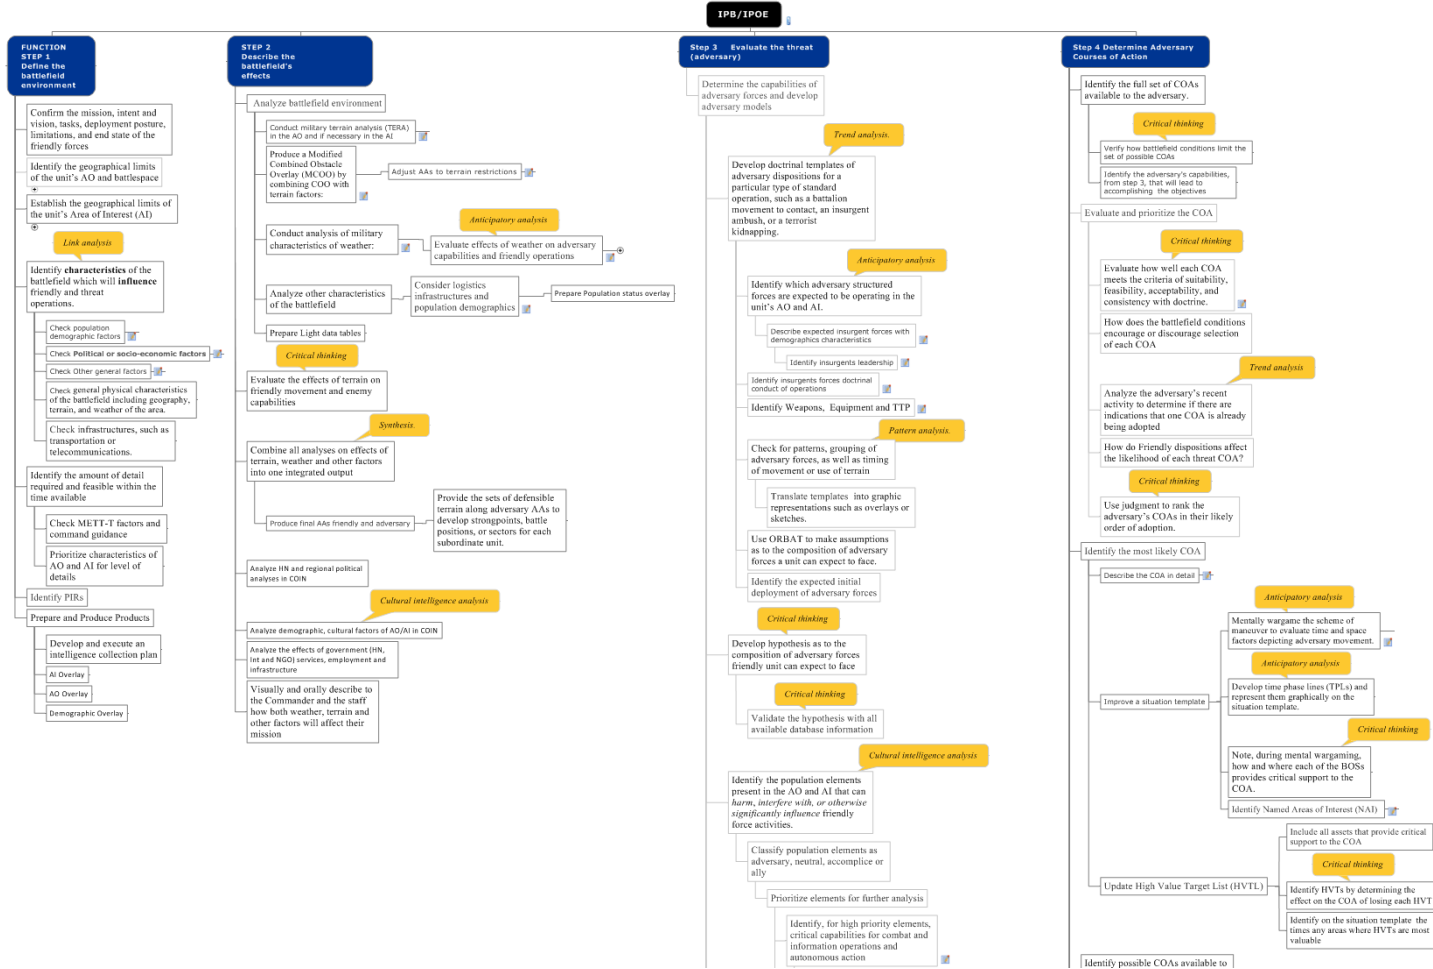 IPB/IPOE
FUNCTION
STEP 1
Define the
battlefield
environment
Confirm the mission, intent and
vision, tasks, deployment posture,
limitations, and end state of the
friendly forces
Identify the geographical limits
of the unit's AO and battlespace
Establish the geographical limits of
the unit's Area of Interest (AI)
Link analysis
Identify characteristics of the
battlefield which will influence
friendly and threat
operations.
Check population
demographic factors
Check Political or socio-economic factors
Check Other general factors
Check general physical characteristics
of the battlefield including geography,
terrain, and weather of the area.
Check infrastructures, such as
transportation or
telecommunications.
Identify the amount of detail
required and feasible within the
time available
Check METT-T factors and
command guidance
Prioritize characteristics of
AO and AI for level of
details
Identify PIRs
Prepare and Produce Products
Develop and execute an
intelligence collection plan
AI Overlay
AO Overlay
Demographic Overlay
STEP 2
Describe the
battlefield's
effects
Analyze battlefield environment
Conduct military terrain analysis (TERA)
in the AO and if necessary in the AI
Produce a Modified
Combined Obstacle
Overlay (MCOO) by
combining COO with
terrain factors:
Adjust AAs to terrain restrictions
Anticipatory analysis
Conduct analysis of military
characteristics of weather:
Evaluate effects of weather on adversary
capabilities and friendly operations
Analyze other characteristics
of the battlefield
Consider logistics
infrastructures and
population demographics
Prepare Population status overlay
Prepare Light data tables
Critical thinking
Evaluate the effects of terrain on
friendly movement and enemy
capabilities
Synthesis.
Combine all analyses on effects of
terrain, weather and other factors
into one integrated output
Produce final AAs friendly and adversary
Provide the sets of defensible
terrain along adversary AAs to
develop strongpoints, battle
positions, or sectors for each
subordinate unit.
Analyze HN and regional political
analyses in COIN
Cultural intelligence analysis
Analyze demographic, cultural factors of AO/AI in COIN
Analyze the effects of government (HN,
Int and NGO) services, employment and
infrastructure
Visually and orally describe to
the Commander and the staff
how both weather, terrain and
other factors will affect their
mission
Step 3 Evaluate the threat
(adversary)
Determine the capabilities of
adversary forces and develop
adversary models
Trend analysis.
Develop doctrinal templates of
adversary dispositions for a
particular type of standard
operation, such as a battalion
movement to contact, an insurgent
ambush, or a terrorist
kidnapping.
Anticipatory analysis
Identify which adversary structured
forces are expected to be operating in the
unit's AO and AI.
Describe expected insurgent forces with
demographics characteristics
Identify insurgents leadership
Identify insurgents forces doctrinal
conduct of operations
Identify Weapons, Equipment and TTP
Pattern analysis.
Check for patterns, grouping of
adversary forces, as well as timing
of movement or use of terrain
Translate templates into graphic
representations such as overlays or
sketches.
Use ORBAT to make assumptions
as to the composition of adversary
forces a unit can expect to face.
Identify the expected initial
deployment of adversary forces
Critical thinking
Develop hypothesis as to the
composition of adversary forces
friendly unit can expect to face
Critical thinking
Validate the hypothesis with all
available database information
Cultural intelligence analysis
Identify the population elements
present in the AO and AI that can
harm, interfere with, or otherwise
significantly influence friendly
force activities.
Classify population elements as
adversary, neutral, accomplice or
ally
Prioritize elements for further analysis
Identify, for high priority elements,
critical capabilities for combat and
information operations and
autonomous action
Step 4 Determine Adversary
Courses of Action
Identify the full set of COAs
available to the adversary.
Critical thinking
Verify how battlefield conditions limit the
set of possible COAs
Identify the adversary's capabilities,
from step 3, that will lead to
accomplishing the objectives
Evaluate and prioritize the COA
Critical thinking
Evaluate how well each COA
meets the criteria of suitability,
feasibility, acceptability, and
consistency with doctrine.
How does the battlefield conditions
encourage or discourage selection
of each COA
Trend analysis
Analyze the adversary's recent
activity to determine if there are
indications that one COA is already
being adopted
How do Friendly dispositions affect
the likelihood of each threat COA?
Critical thinking
Use judgment to rank the
adversary's COAs in their likely
order of adoption.
Identify the most likely COA
Describe the COA in detail
Anticipatory analysis
Mentally wargame the scheme of
maneuver to evaluate time and space
factors depicting adversary movement.
Anticipatory analysis
Improve a situation template
Develop time phase lines (TPLs) and
represent them graphically on the
situation template.
Critical thinking
Note, during mental wargaming,
how and where each of the BOSs
provides critical support to the
COA.
Identify Named Areas of Interest (NAI)
Include all assets that provide critical
support to the COA
Critical thinking
Update High Value Target List (HVTL)
Identify HVTs by determining the
effect on the COA of losing each HVT
Identify on the situation template the
times any areas where HVTs are most
valuable
Identify possible COAs available to